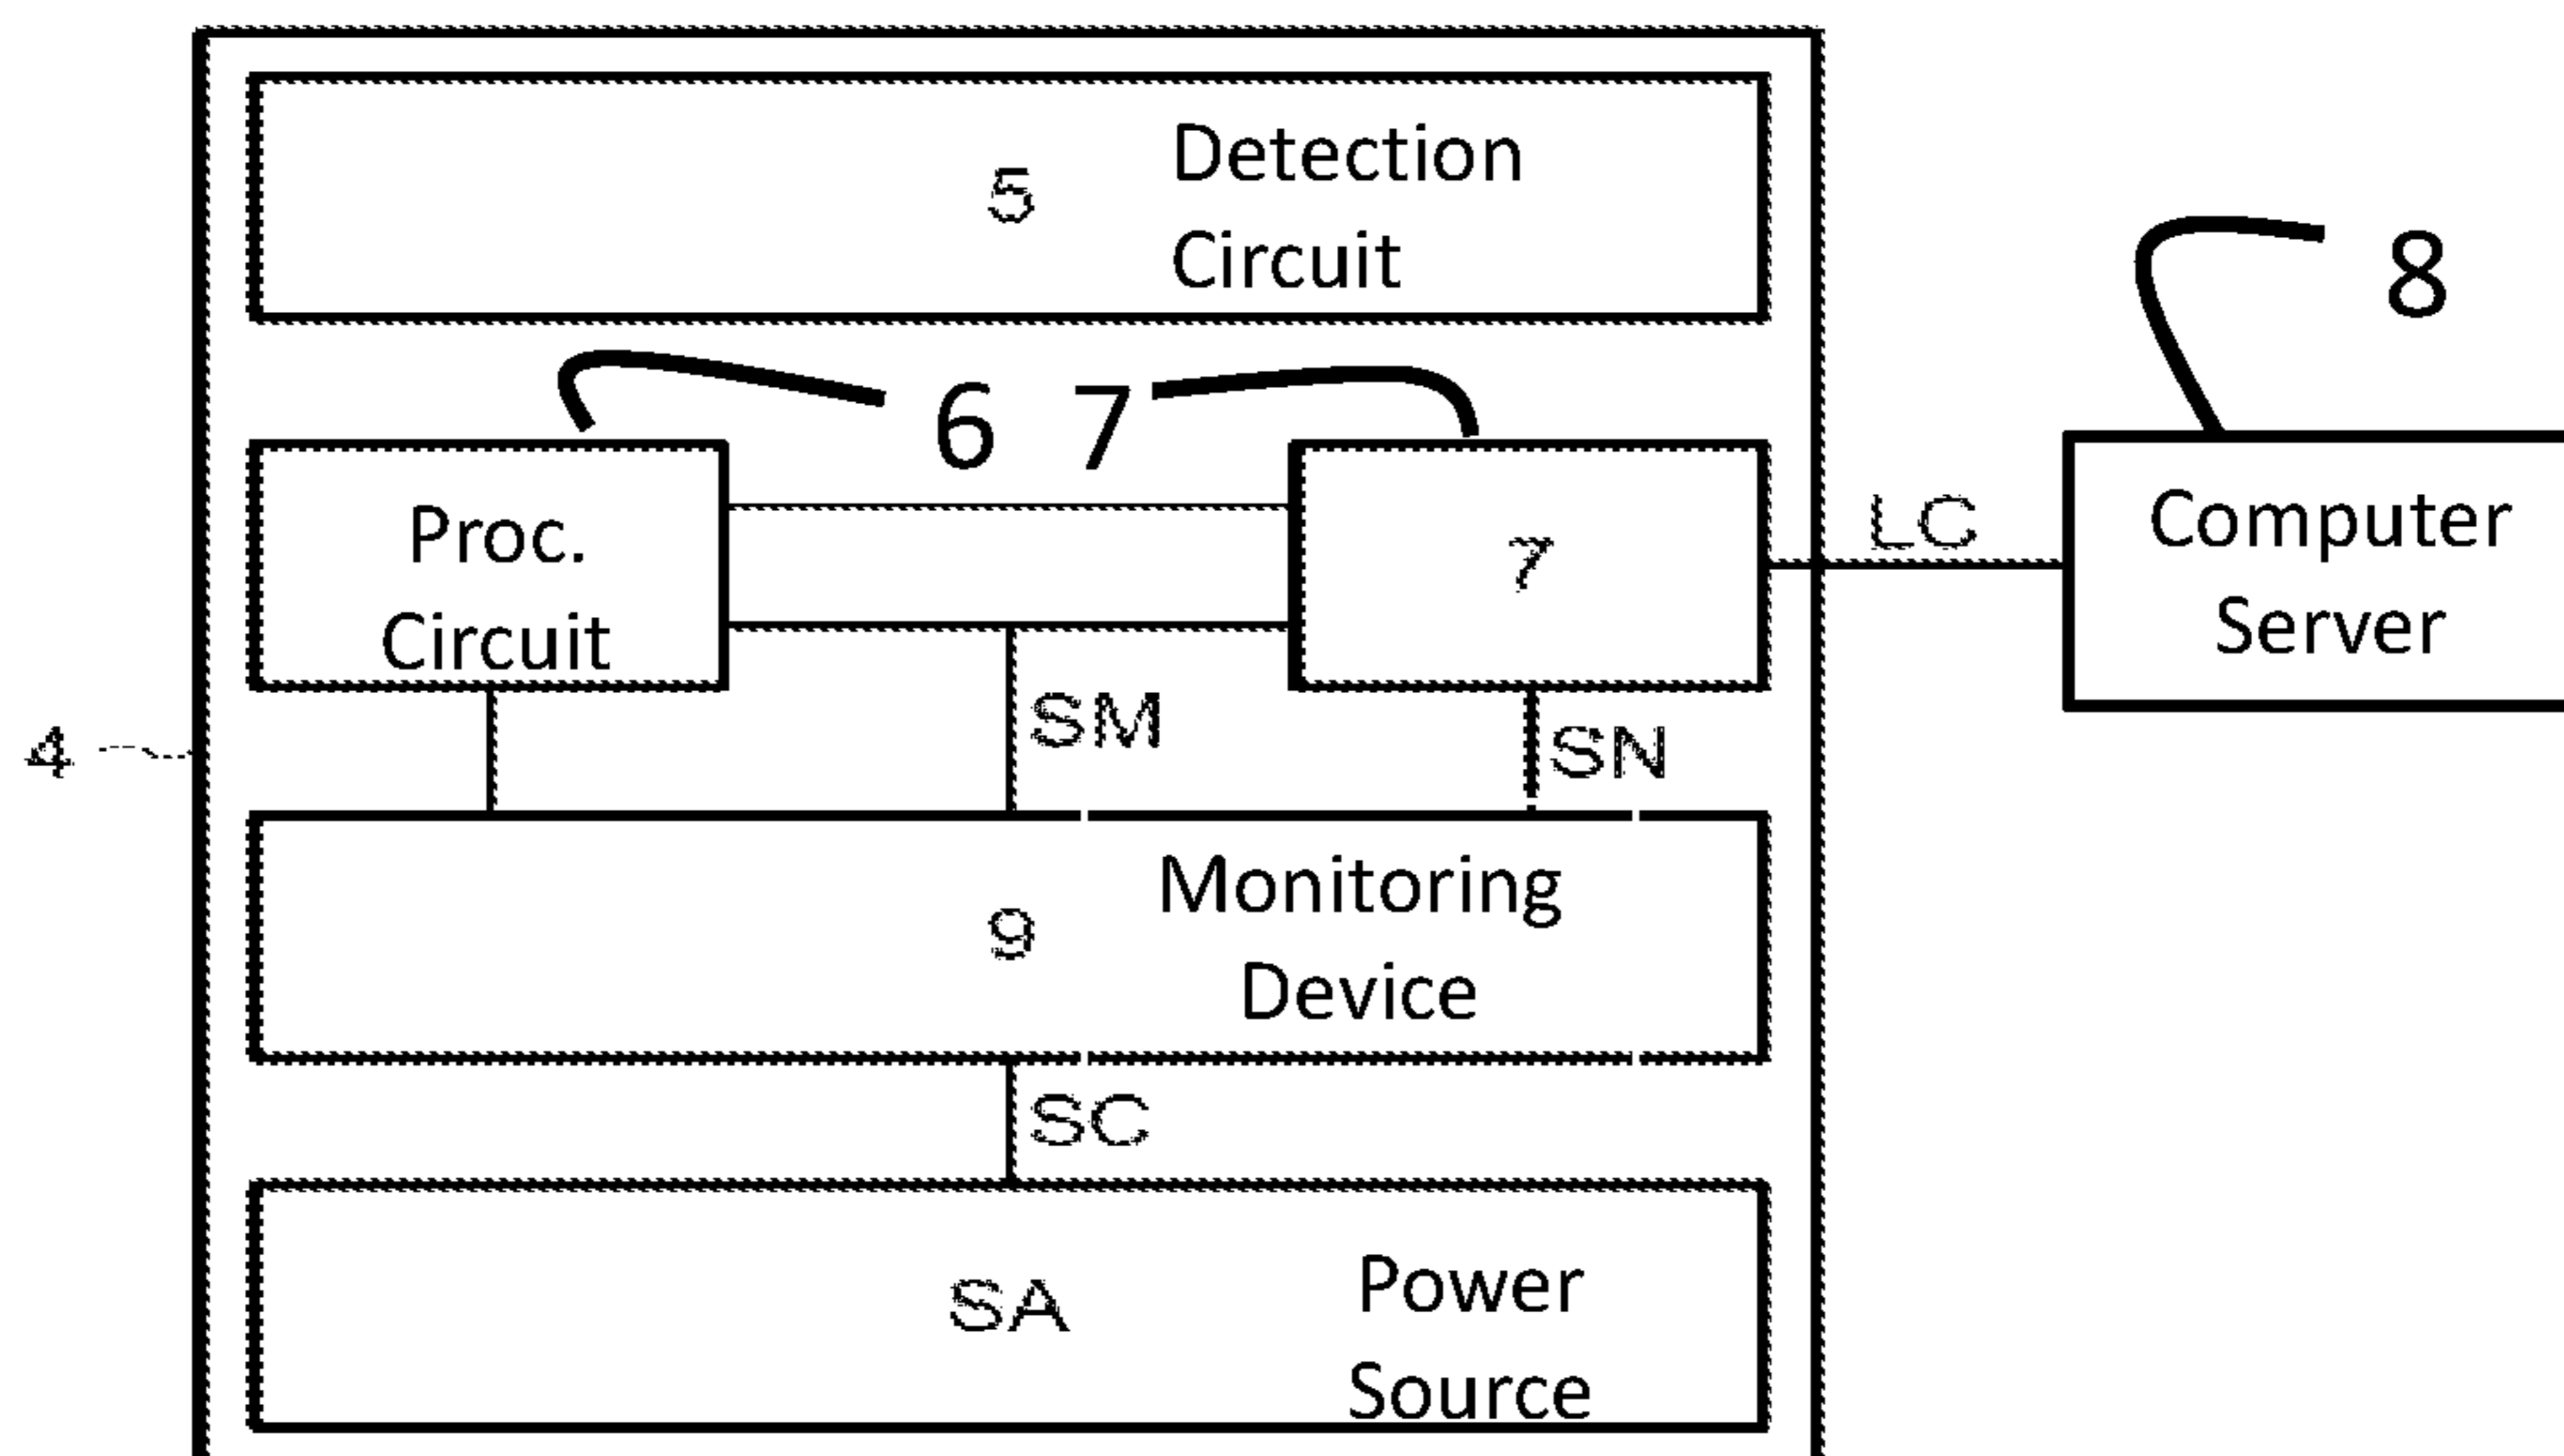 5
Detection
Circuit
8
6
7
Proc.
Circuit
7
LC
Computer
Server
SM
SN
4
9
Monitoring
Device
SC
SA
Power
Source